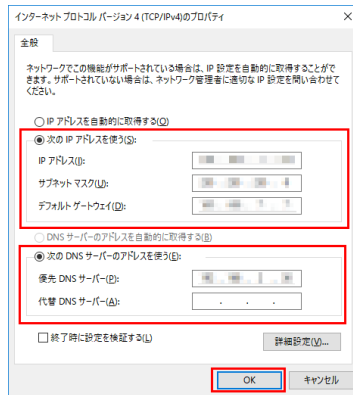 インターネット プロトコル バージョン 4 (TCP/IPv4)のプロパティ
全般
ネットワークでこの機能がサポートされている場合は、IP 設定を自動的に取得することがで
きます。サポートされていない場合は、ネットワーク管理者に適切な IP 設定を問い合わせて
ください。
IP アドレスを自動的に取得する(O)
次の IP アドレスを使う(S):
IP アドレス(I):
サブネット マスク(U):
デフォルト ゲートウェイ(D):
DNS サーバーのアドレスを自動的に取得する(B)
次の DNS サーバーのアドレスを使う(E):
優先 DNS サーバー(P):
代替 DNS サーバー(A):
. . .
終了時に設定を検証する(L)
詳細設定(V)...
OK
キャンセル